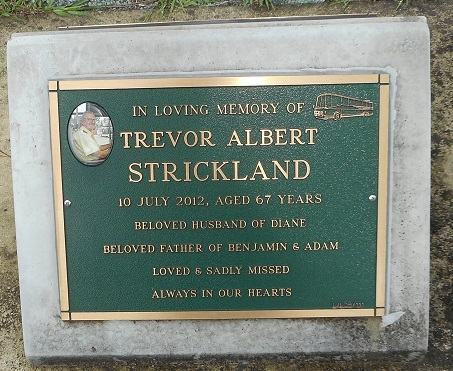 IN LOVING MEMORY OF
TREVOR ALBERT
STRICKLAND
10 JULY 2012, AGED 67 YEARS
BELOVED HUSBAND OF DIANE
BELOVED FATHER OF BENJAMIN & ADAM
LOVED & SADLY MISSED
ALWAYS IN OUR HEARTS